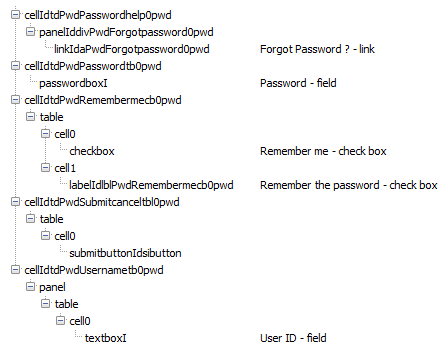 cellIdtdPwdPasswordhelp0pwd
panelIddivPwdForgotpassword0pwd
linkIdaPwdForgotpassword0pwd Forgot Password ? - link
cellIdtdPwdPasswordtb0pwd
passwordboxI Password - field
cellIdtdPwdRemembermecb0pwd
table
cell0
checkbox Remember me - check box
cell1
labelIdlblPwdRemembermecb0pwd Remember the password - check box
cellIdtdPwdSubmitcanceltbl0pwd
table
cell0
submitbuttonIdsibutton
cellIdtdPwdUsernametb0pwd
panel
table
cell0
textboxI User ID - field